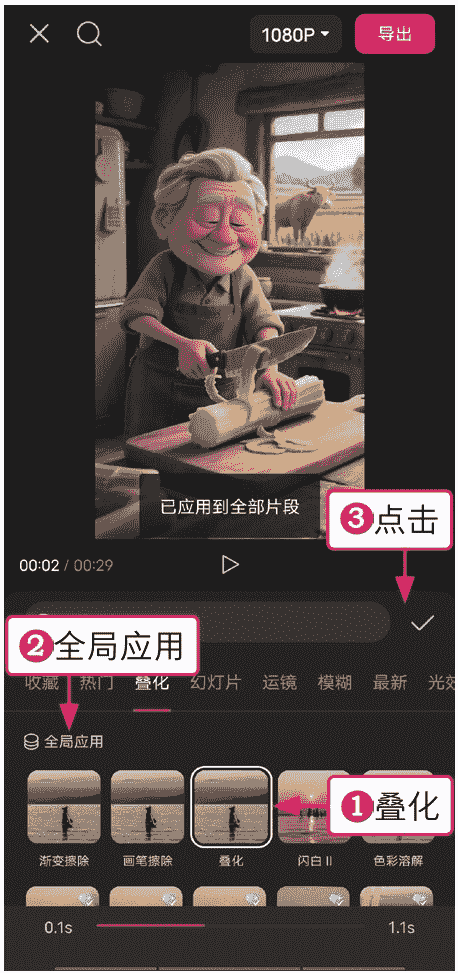 1080P
导出
已应用到全部片段
❸点击
00:02 / 00:29
❷全局应用
收藏 热门 叠化 幻灯片 运镜 模糊 最新 光效
全局应用
❶叠化
渐变擦除 画笔擦除 叠化 闪白 II 色彩溶解
0.1s 1.1s